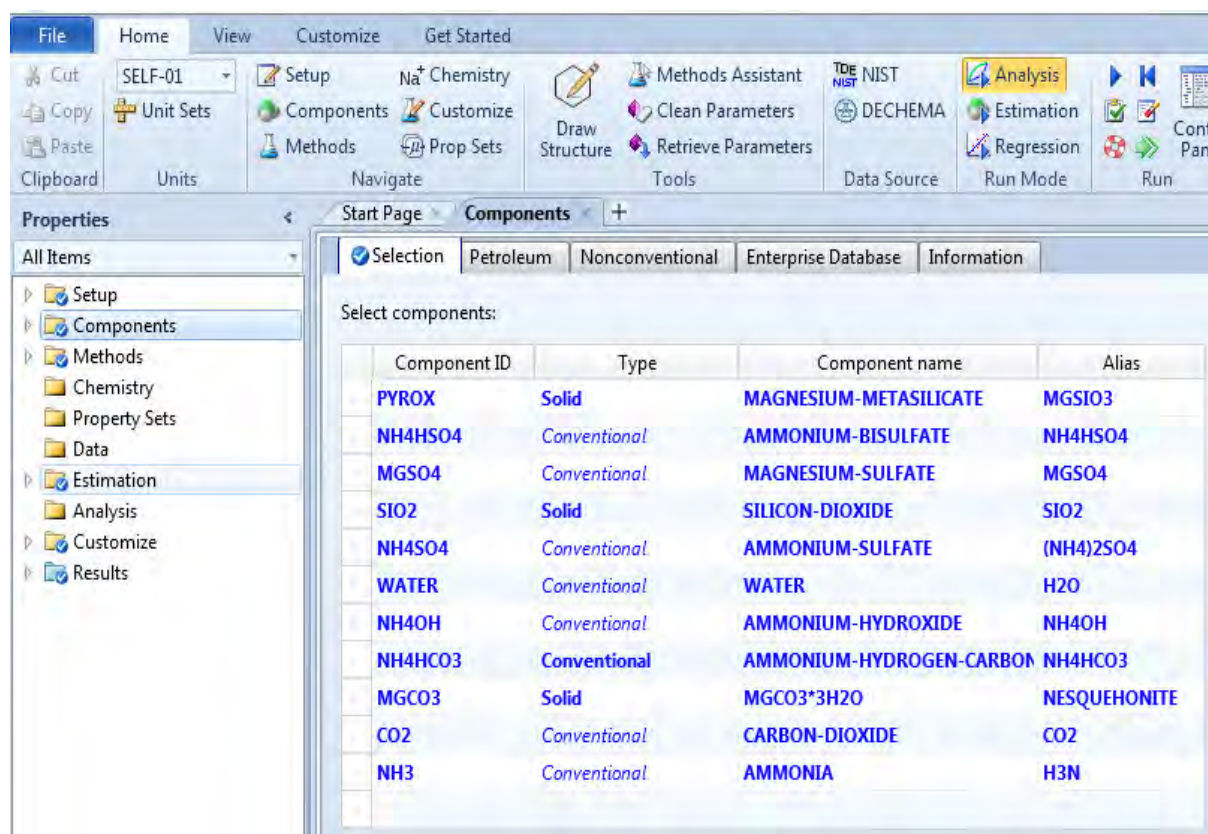 File Home View Customize Get Started
Cut SELF-01 Setup Na+ Chemistry Methods Assistant TDE NIST NIST Analysis
Copy Unit Sets Components Customize Draw Structure Clean Parameters DECHEMA Estimation
Paste Methods Prop Sets Retrieve Parameters Regression
Clipboard Units Navigate Tools Data Source Run Mode Run
Properties Start Page Components +
All Items
Setup
Components
Methods
Chemistry
Property Sets
Data
Estimation
Analysis
Customize
Results
Selection Petroleum Nonconventional Enterprise Database Information
Select components:
Component ID Type Component name Alias
PYROX Solid MAGNESIUM-METASILICATE MGSIO3
NH4HSO4 Conventional AMMONIUM-BISULFATE NH4HSO4
MGSO4 Conventional MAGNESIUM-SULFATE MGSO4
SIO2 Solid SILICON-DIOXIDE SIO2
NH4SO4 Conventional AMMONIUM-SULFATE (NH4)2SO4
WATER Conventional WATER H2O
NH4OH Conventional AMMONIUM-HYDROXIDE NH4OH
NH4HCO3 Conventional AMMONIUM-HYDROGEN-CARBON NH4HCO3
MGCO3 Solid MGCO3*3H2O NESQUEHONITE
CO2 Conventional CARBON-DIOXIDE CO2
NH3 Conventional AMMONIA H3N